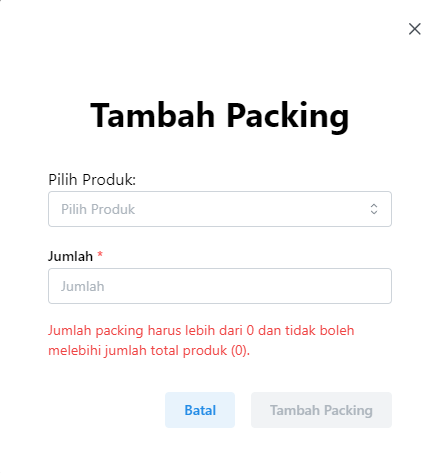 Tambah Packing
Pilih Produk:
Pilih Produk
Jumlah *
Jumlah
Jumlah packing harus lebih dari 0 dan tidak boleh
melebihi jumlah total produk (0).
Batal
Tambah Packing